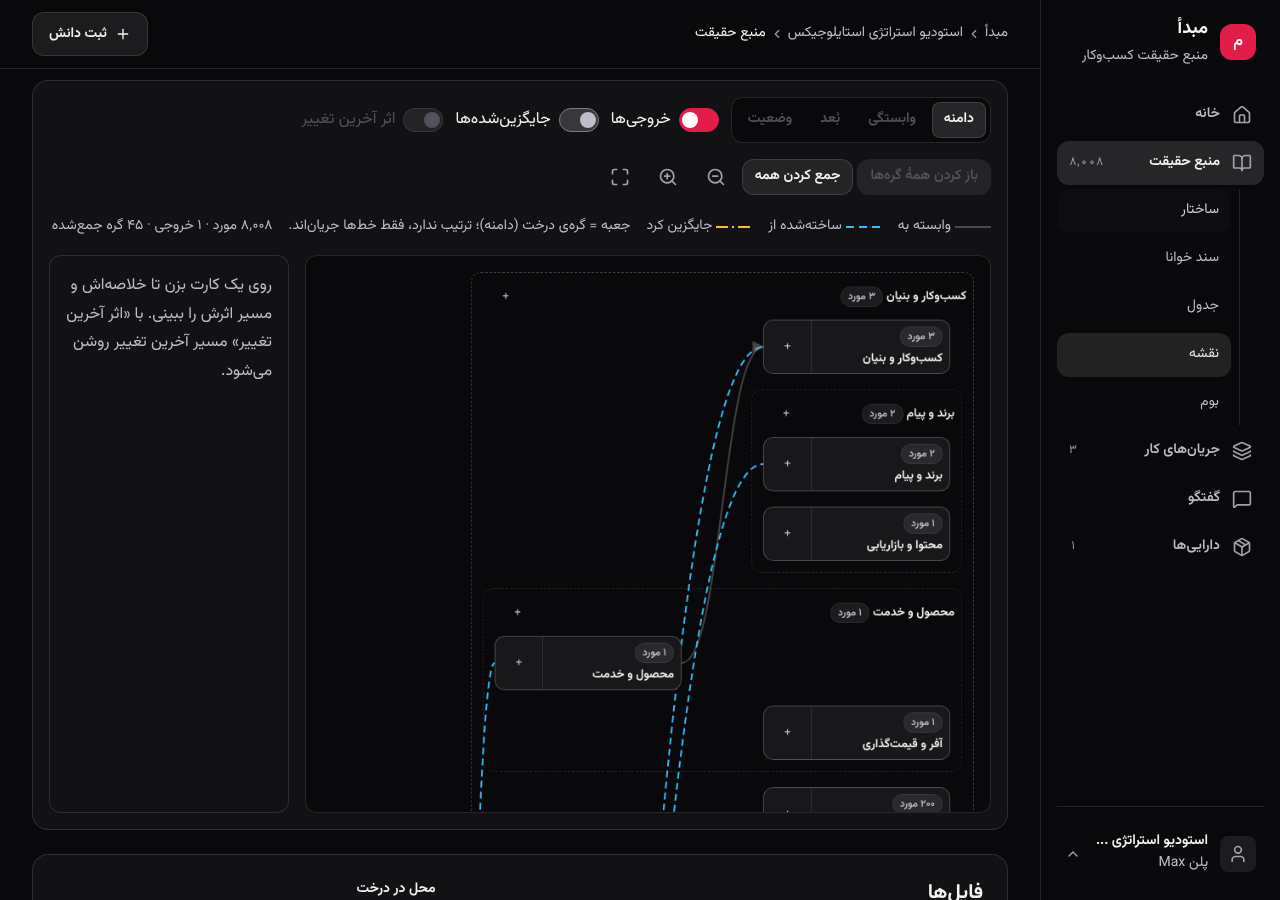 مبدأ
م
منبع حقیقت کسب‌وکار
خانه
منبع حقیقت
۸,۰۰۸
ساختار
سند خوانا
جدول
نقشه
بوم
جریان‌های کار
۳
گفتگو
دارایی‌ها
۱
استودیو استراتژی ...
پلن Max
مبدأ › استودیو استراتژی استایلوجیکس › منبع حقیقت
+ ثبت دانش
دامنه وابستگی بُعد وضعیت
خروجی‌ها جایگزین‌شده‌ها اثر آخرین تغییر
باز کردن همهٔ گره‌ها جمع کردن همه
وابسته به ساخته‌شده از جایگزین کرد جعبه = گره‌ی درخت (دامنه)؛ ترتیب ندارد، فقط خط‌ها جریان‌اند. ۸,۰۰۸ مورد · ۱ خروجی · ۴۵ گره جمع‌شده
کسب‌وکار و بنیان ۳ مورد +
۳ مورد
کسب‌وکار و بنیان
+
برند و پیام ۲ مورد +
۲ مورد
برند و پیام
+
۱ مورد
محتوا و بازاریابی
+
محصول و خدمت ۱ مورد +
۱ مورد
محصول و خدمت
+
۱ مورد
آفر و قیمت‌گذاری
+
۲۰۰ مورد
روی یک کارت بزن تا خلاصه‌اش و
مسیر اثرش را ببینی. با «اثر آخرین
تغییر» مسیر آخرین تغییر روشن
می‌شود.
فایل‌ها
محل در درخت